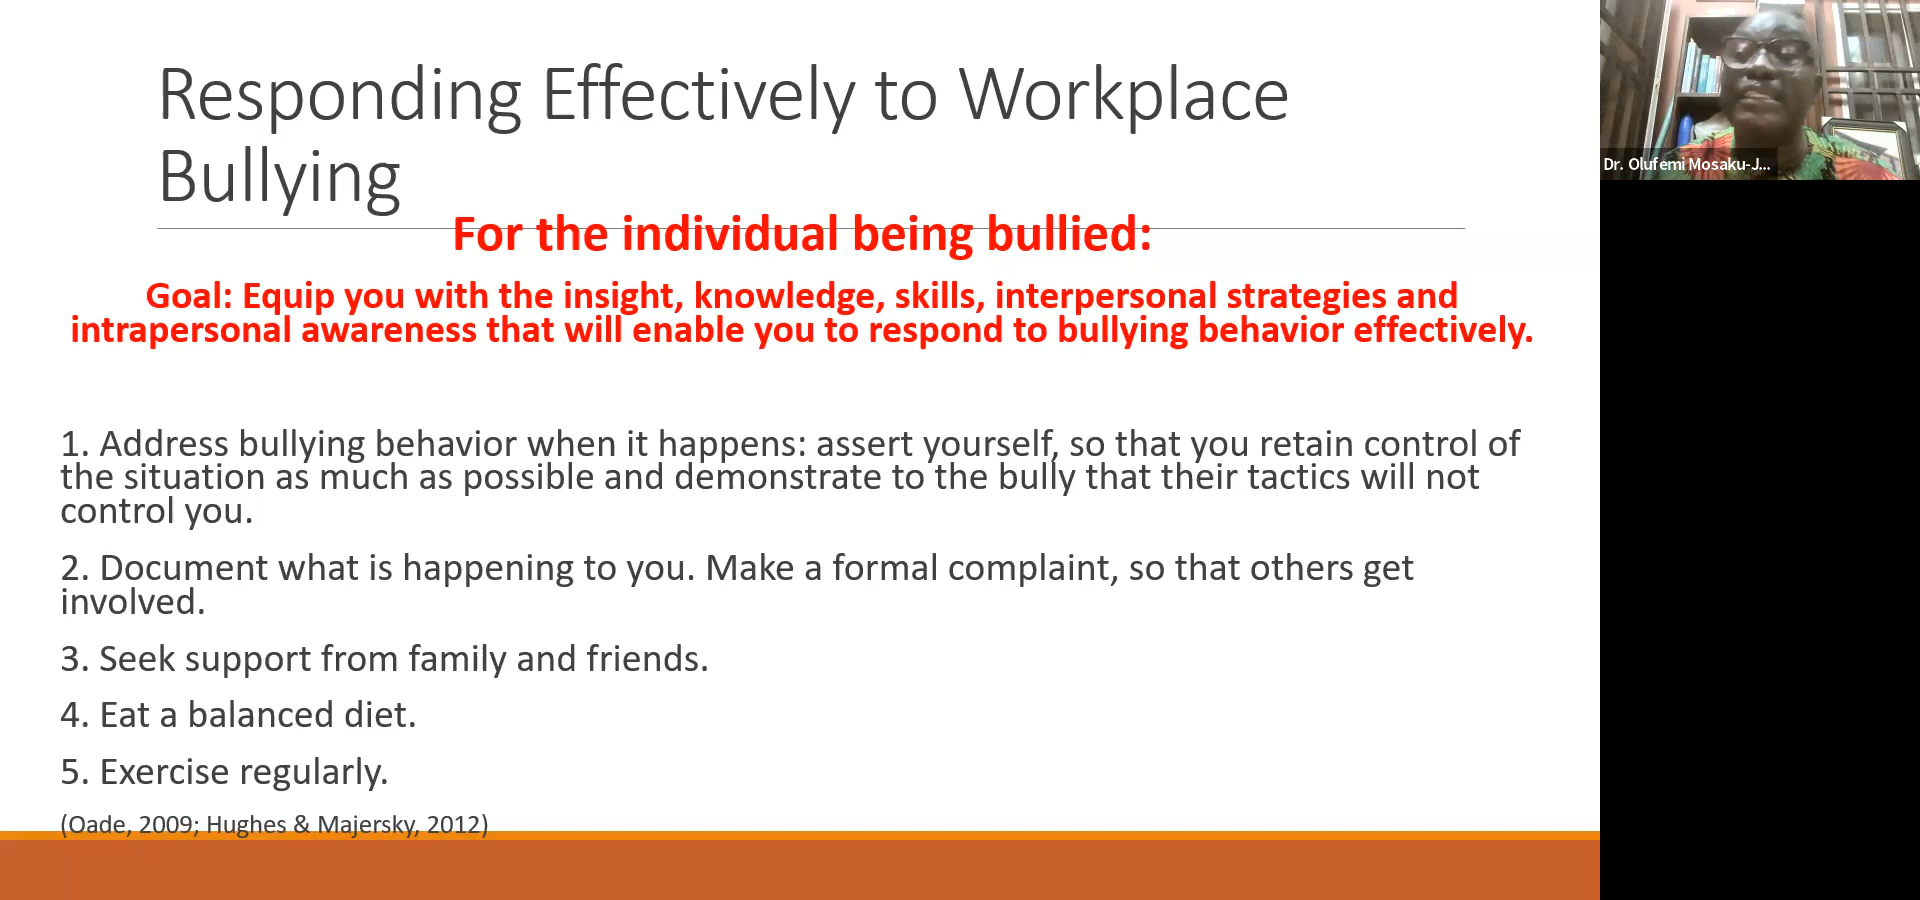 Responding Effectively to Workplace
Bullying
For the individual being bullied:
Goal: Equip you with the insight, knowledge, skills, interpersonal strategies and
intrapersonal awareness that will enable you to respond to bullying behavior effectively.
1. Address bullying behavior when it happens: assert yourself, so that you retain control of
the situation as much as possible and demonstrate to the bully that their tactics will not
control you.
2. Document what is happening to you. Make a formal complaint, so that others get
involved.
3. Seek support from family and friends.
4. Eat a balanced diet.
5. Exercise regularly.
(Oade, 2009; Hughes & Majersky, 2012)
Dr. Olufemi Mosaku-J...